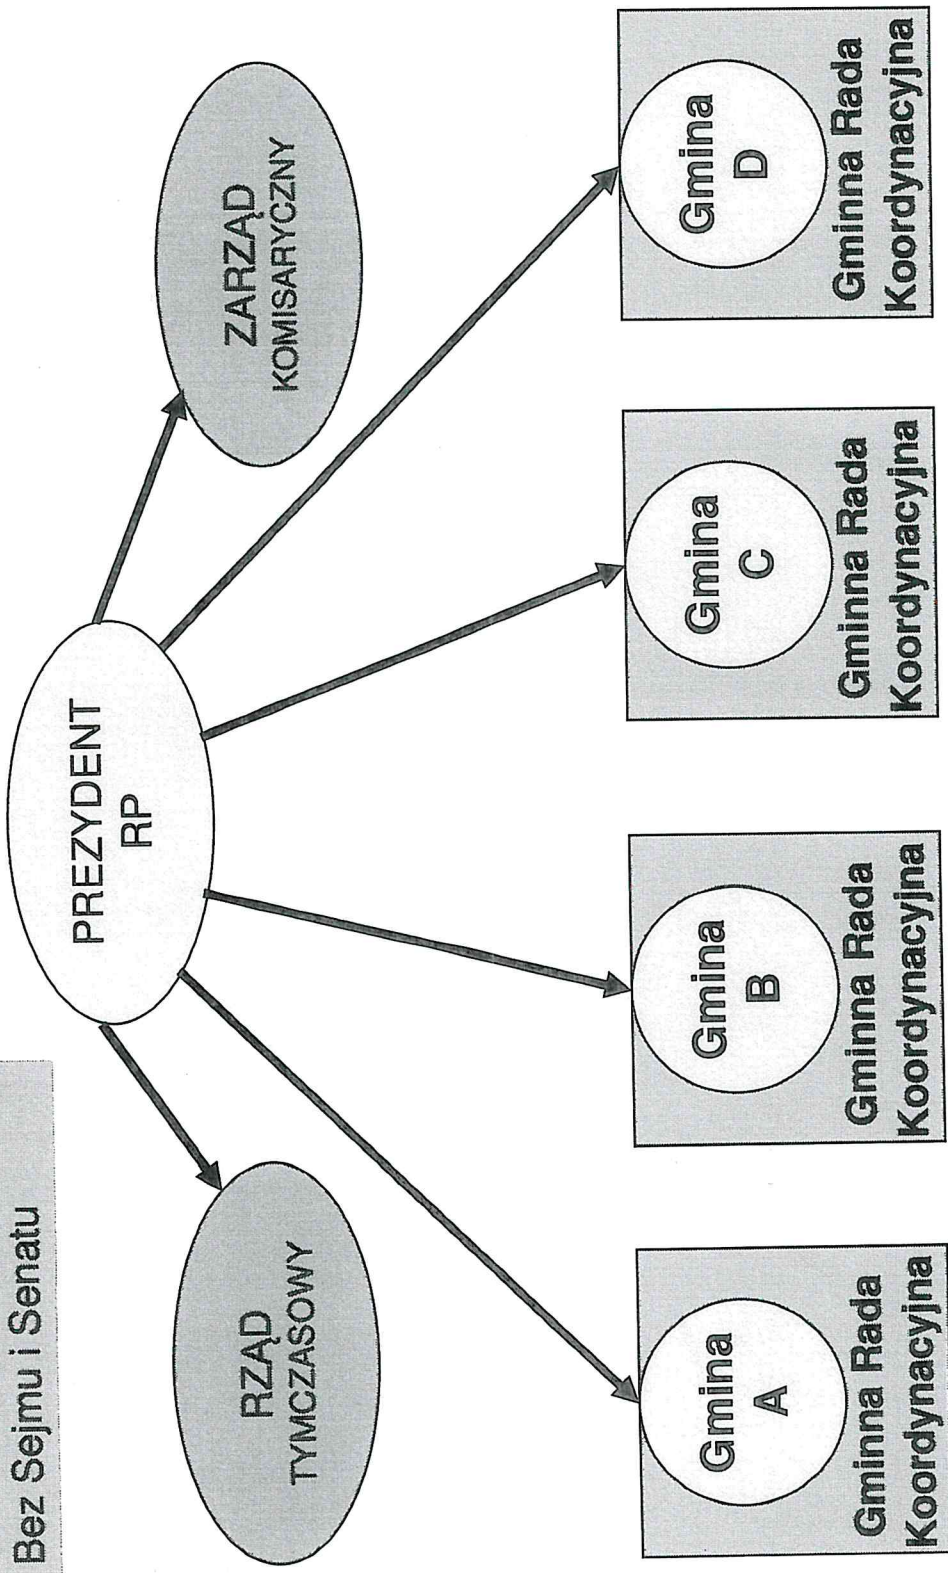 Bez Sejmu i Senatu
PREZYDENT
RP
RZĄD
TYMCZASOWY
ZARZĄD
KOMISARYCZNY
Gmina
A
Gminna Rada
Koordynacyjna
Gmina
B
Gminna Rada
Koordynacyjna
Gmina
C
Gminna Rada
Koordynacyjna
Gmina
D
Gminna Rada
Koordynacyjna